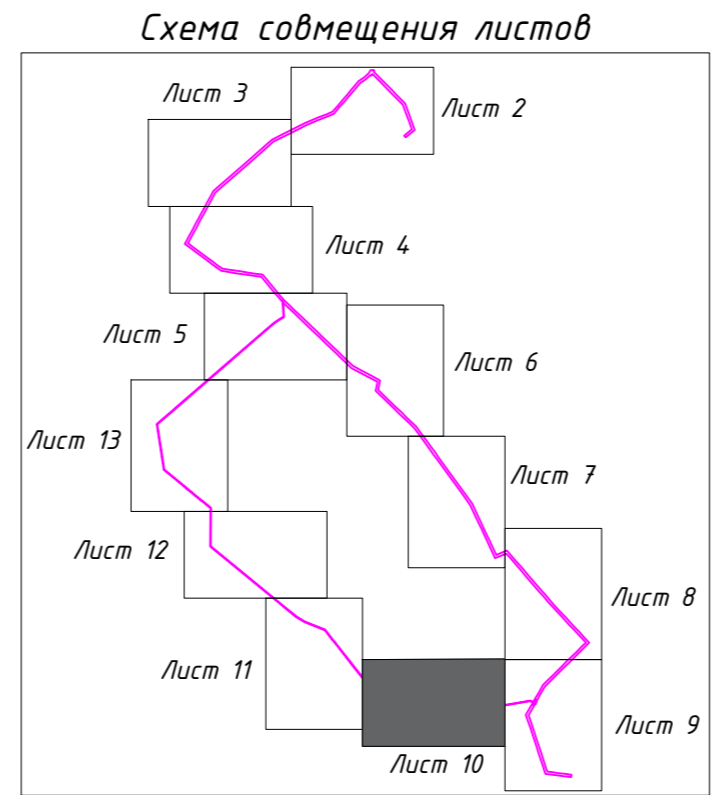 Схема совмещения листов
Лист 3
Лист 2
Лист 4
Лист 5
Лист 6
Лист 13
Лист 7
Лист 12
Лист 8
Лист 11
Лист 9
Лист 10